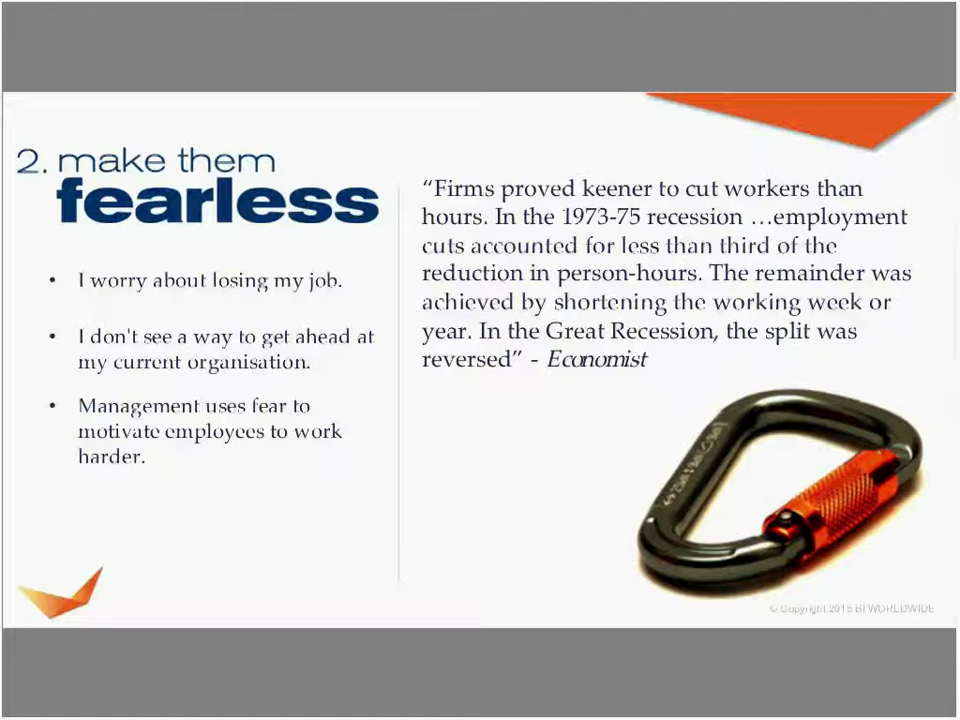 2. make them
fearless
• I worry about losing my job.
• I don't see a way to get ahead at
my current organisation.
• Management uses fear to
motivate employees to work
harder.
“Firms proved keener to cut workers than
hours. In the 1973-75 recession …employment
cuts accounted for less than third of the
reduction in person-hours. The remainder was
achieved by shortening the working week or
year. In the Great Recession, the split was
reversed” - Economist
© Copyright 2015 BI WORLDWIDE